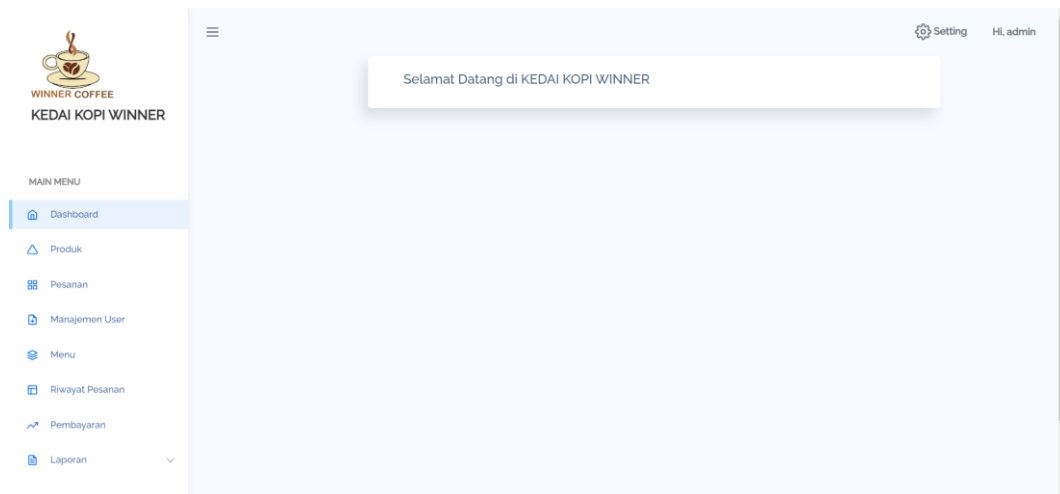 WINNER COFFEE
KEDAI KOPI WINNER
MAIN MENU
Dashboard
Produk
Pesanan
Manajemen User
Menu
Riwayat Pesanan
Pembayaran
Laporan
Setting
Hi, admin
Selamat Datang di KEDAI KOPI WINNER